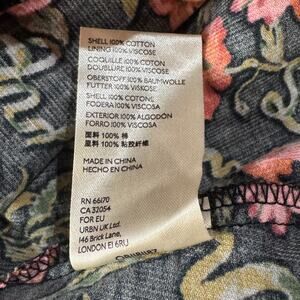 SHELL 100% COTTON
LINING 100% VISCOSE
COQUILLE 100% COTON
DOUBLURE 100% VISCOSE
OBERSTOFF 100% BAUMWOLLE
FUTTER 100% VISKOSE
SHELL 100% COTONE
FODERA 100% VISCOSA
EXTERIOR 100% ALGODÓN
FORRO 100% VISCOSA
面料 100% 棉
里料 100% 粘胶纤维
MADE IN CHINA
HECHO EN CHINA
RN 66170
CA 32054
FOR EU
URBN UK Ltd.
146 Brick Lane,
LONDON E1 6RU